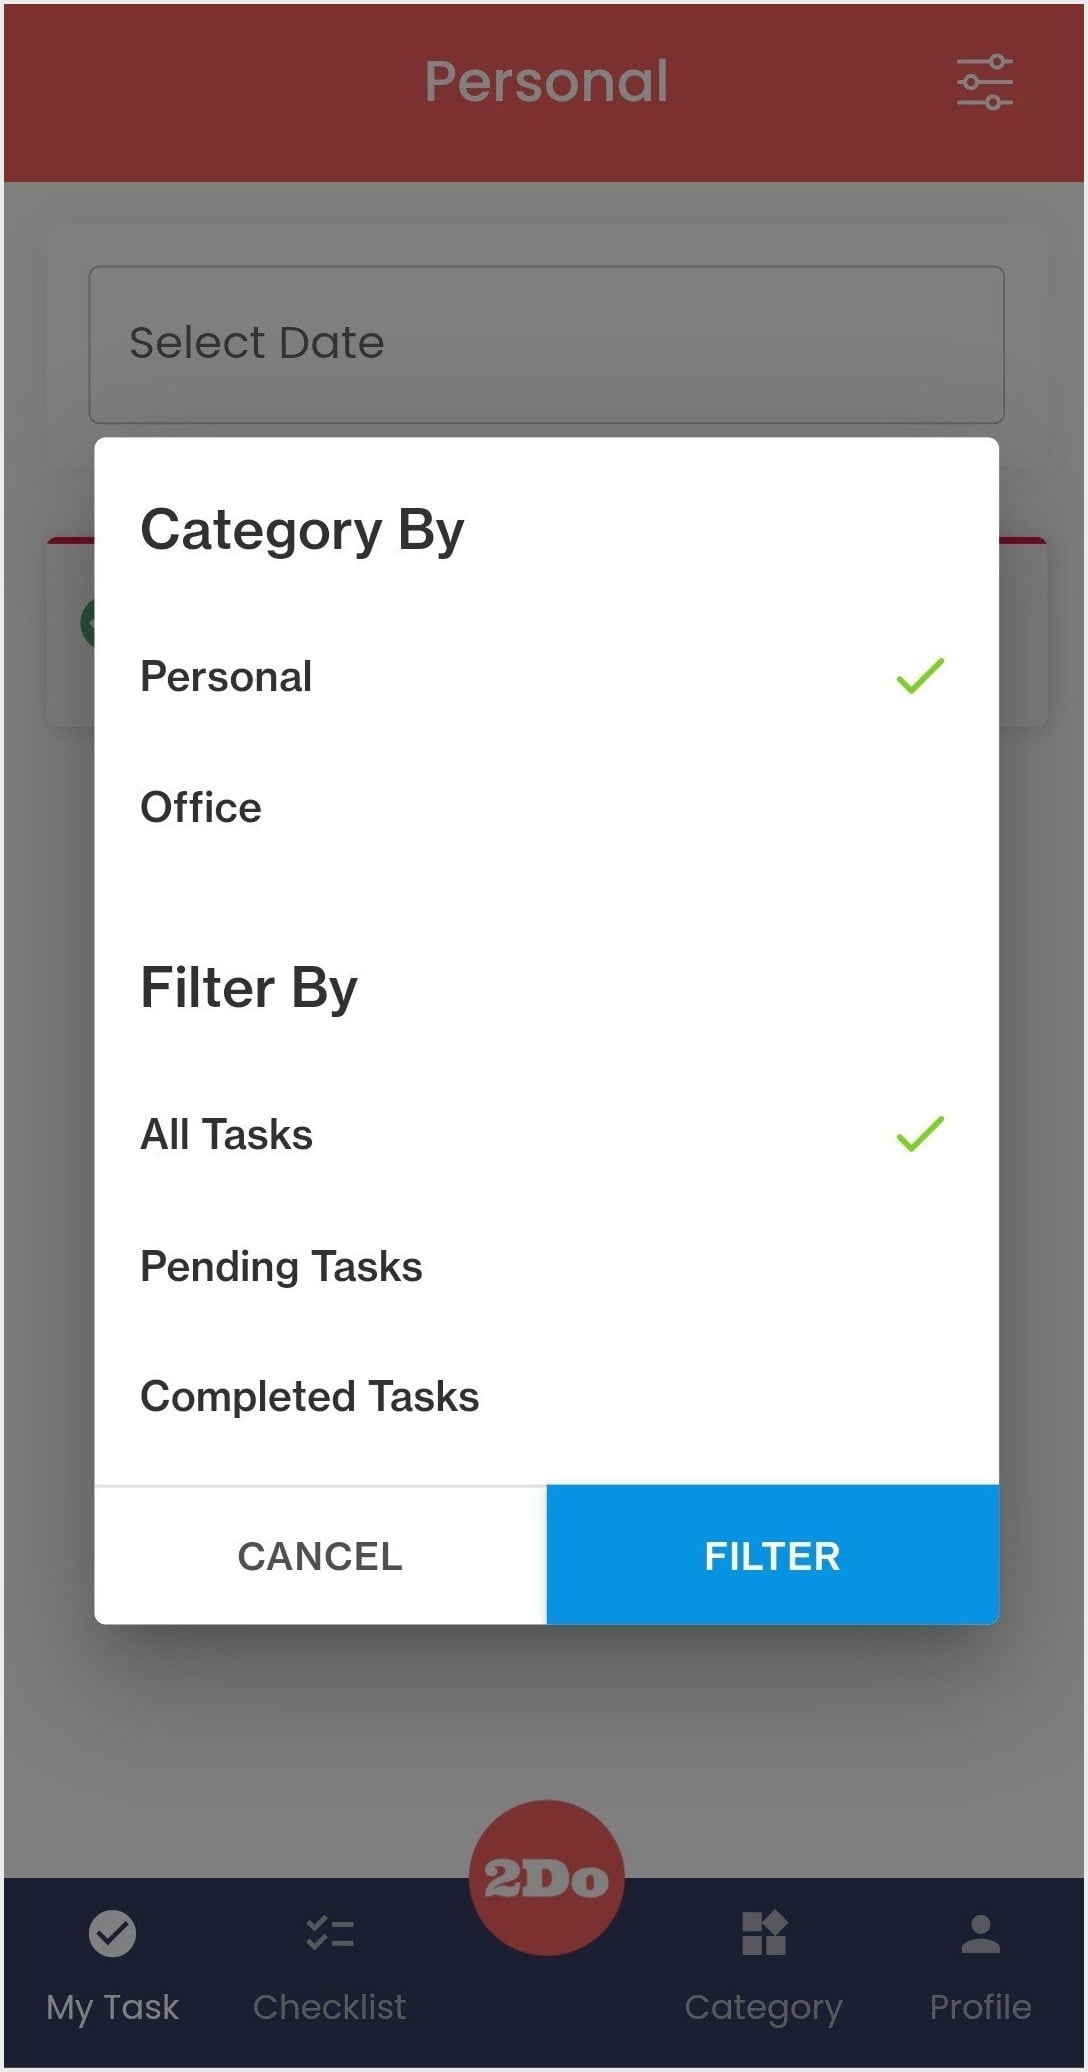 Personal
Select Date
Category By
Personal
Office
Filter By
All Tasks
Pending Tasks
Completed Tasks
CANCEL FILTER
2Do
My Task Checklist Category Profile